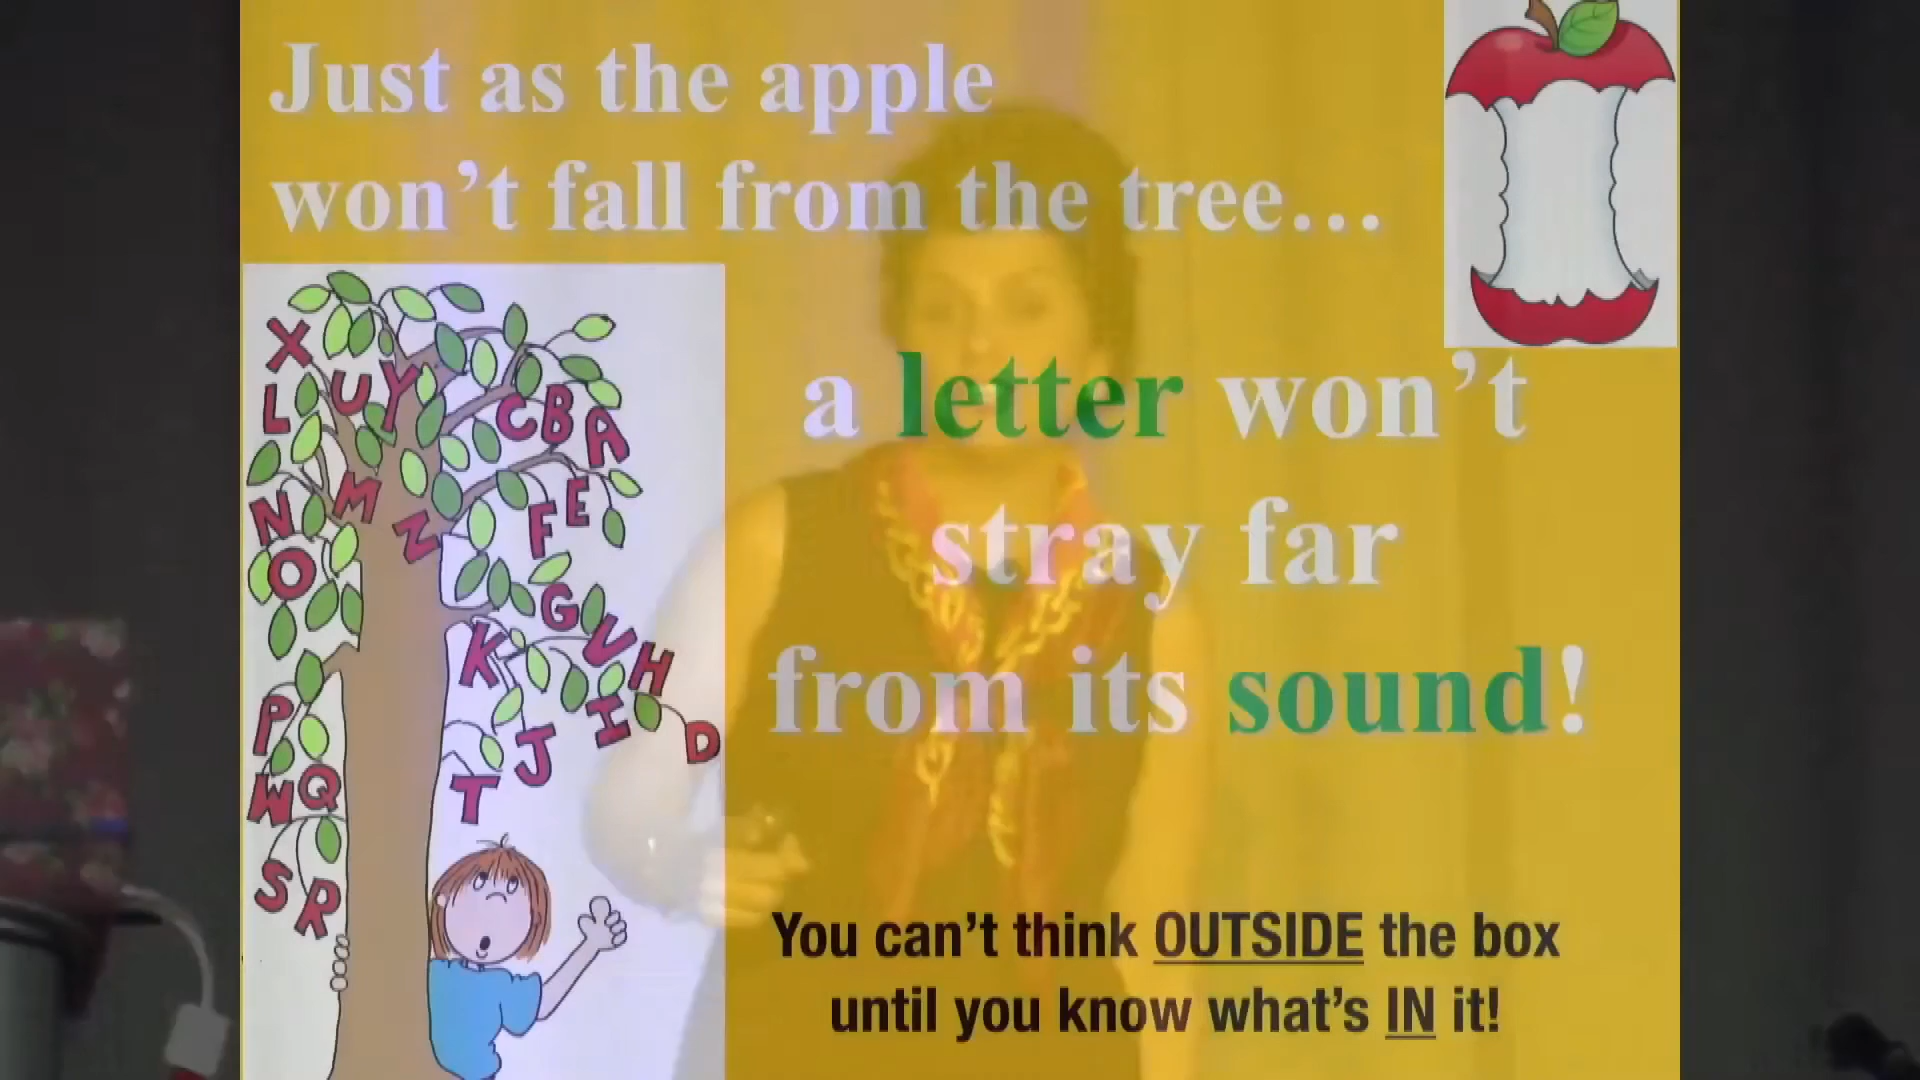 Just as the apple
won't fall from the tree...
a letter won't
stray far
from its sound!
X
U
Y
L
C
B
A
M
N
Z
F
E
O
G
V
H
K
I
P
D
J
Q
W
T
S
R
You can't think OUTSIDE the box
until you know what's IN it!